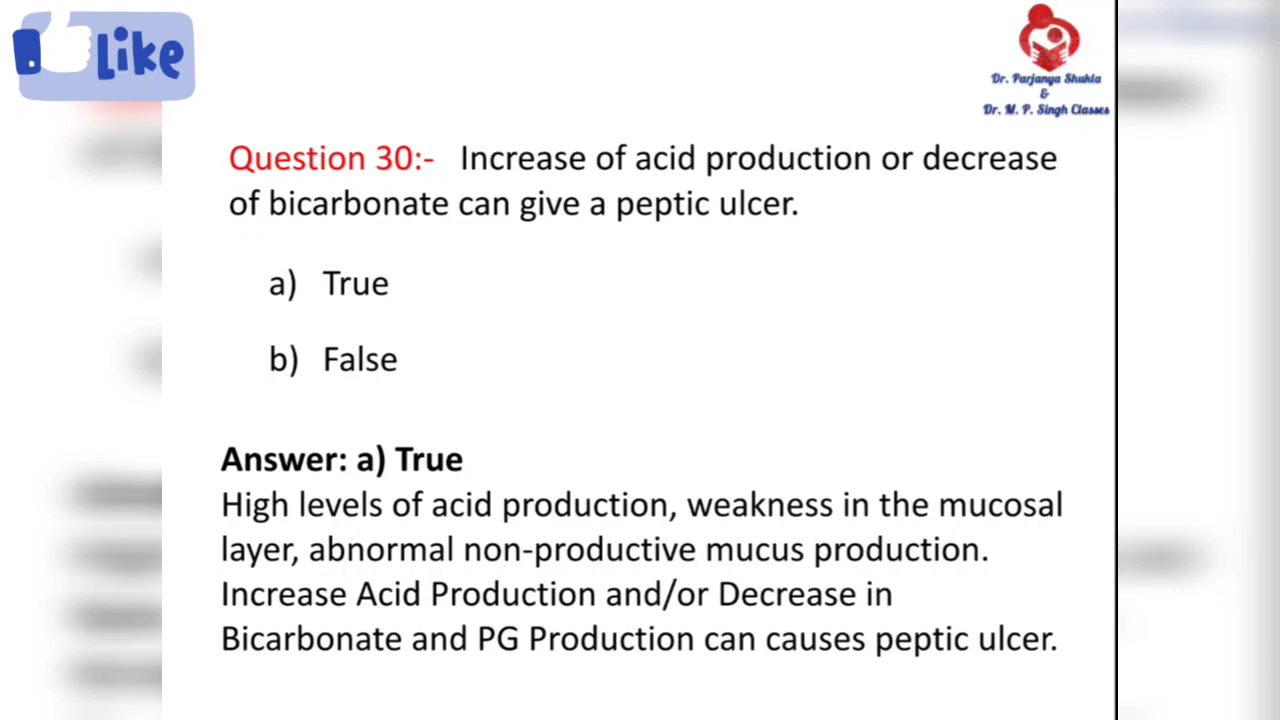 Like
Dr. Parjanya Shukla
&
Dr. M. P. Singh Classes
Question 30:- Increase of acid production or decrease
of bicarbonate can give a peptic ulcer.
a) True
b) False
Answer: a) True
High levels of acid production, weakness in the mucosal
layer, abnormal non-productive mucus production.
Increase Acid Production and/or Decrease in
Bicarbonate and PG Production can causes peptic ulcer.